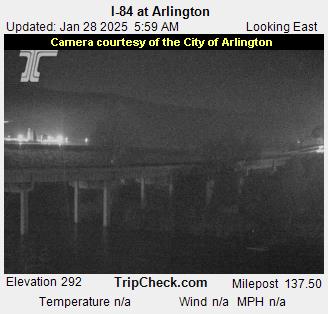 I-84 at Arlington
Updated: Jan 28 2025  5:59 AM    Looking East
Camera courtesy of the City of Arlington
Elevation 292    TripCheck.com    Milepost 137.50
Temperature n/a    Wind n/a  MPH n/a